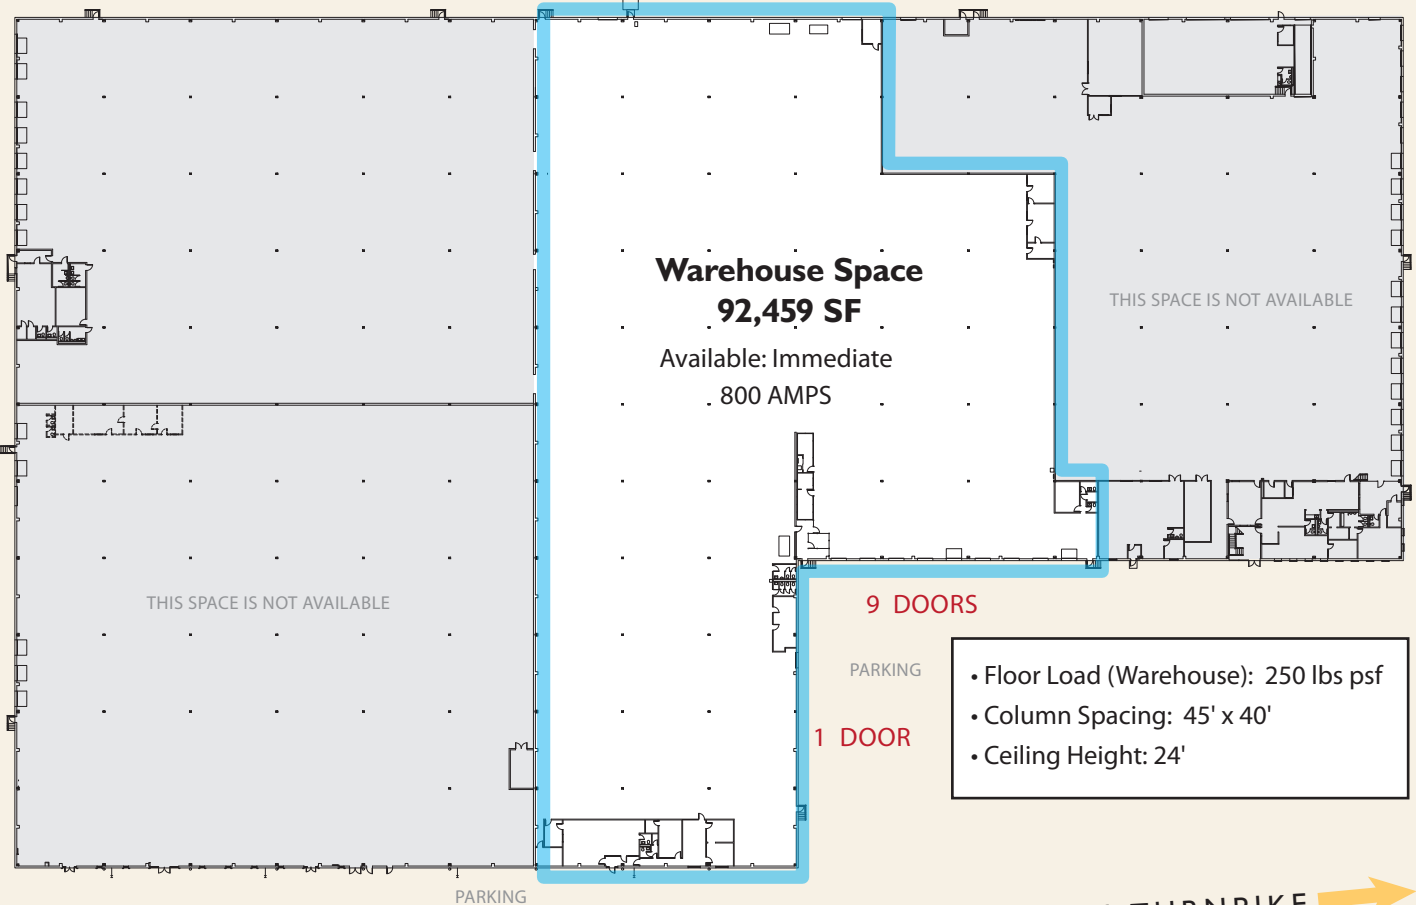 Warehouse Space
92,459 SF
Available: Immediate
800 AMPS
THIS SPACE IS NOT AVAILABLE
THIS SPACE IS NOT AVAILABLE
9 DOORS
PARKING
1 DOOR
• Floor Load (Warehouse): 250 lbs psf
• Column Spacing: 45' x 40'
• Ceiling Height: 24'
PARKING
TURNPIKE